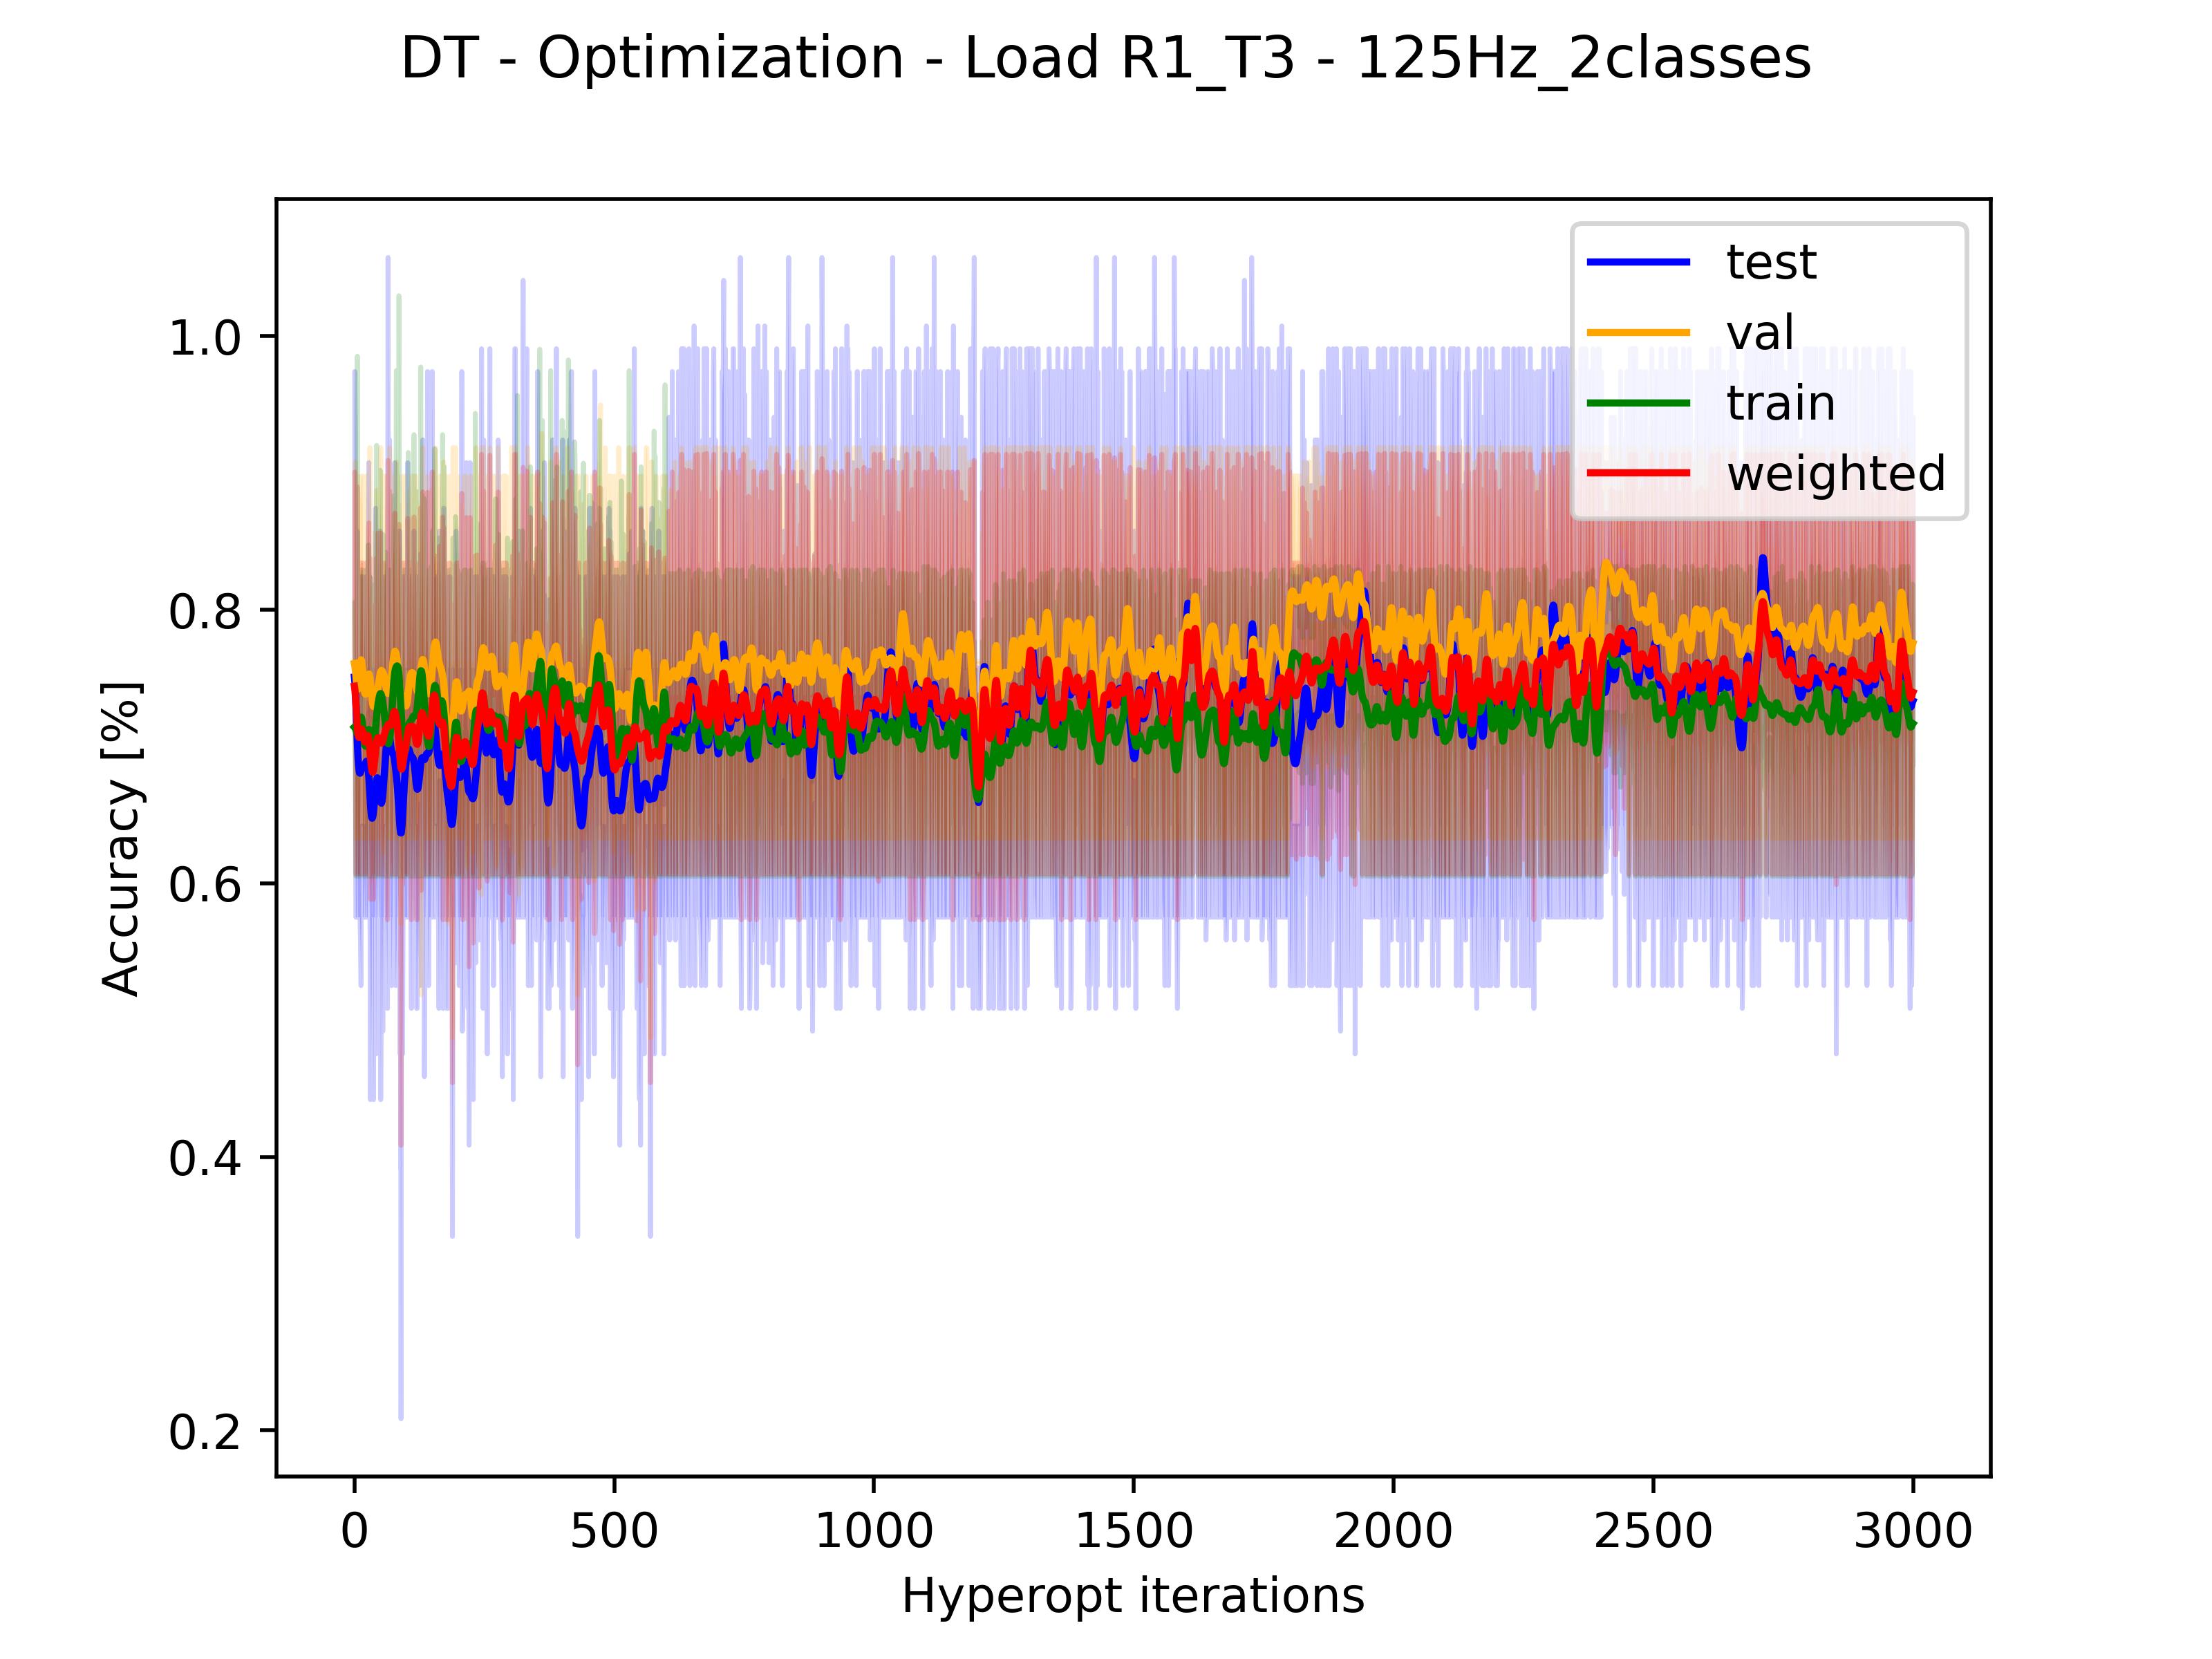 DT - Optimization - Load R1_T3 - 125Hz_2classes
test
val
train
weighted
1.0
0.8
0.6
0.4
0.2
Accuracy [%]
0 500 1000 1500 2000 2500 3000
Hyperopt iterations